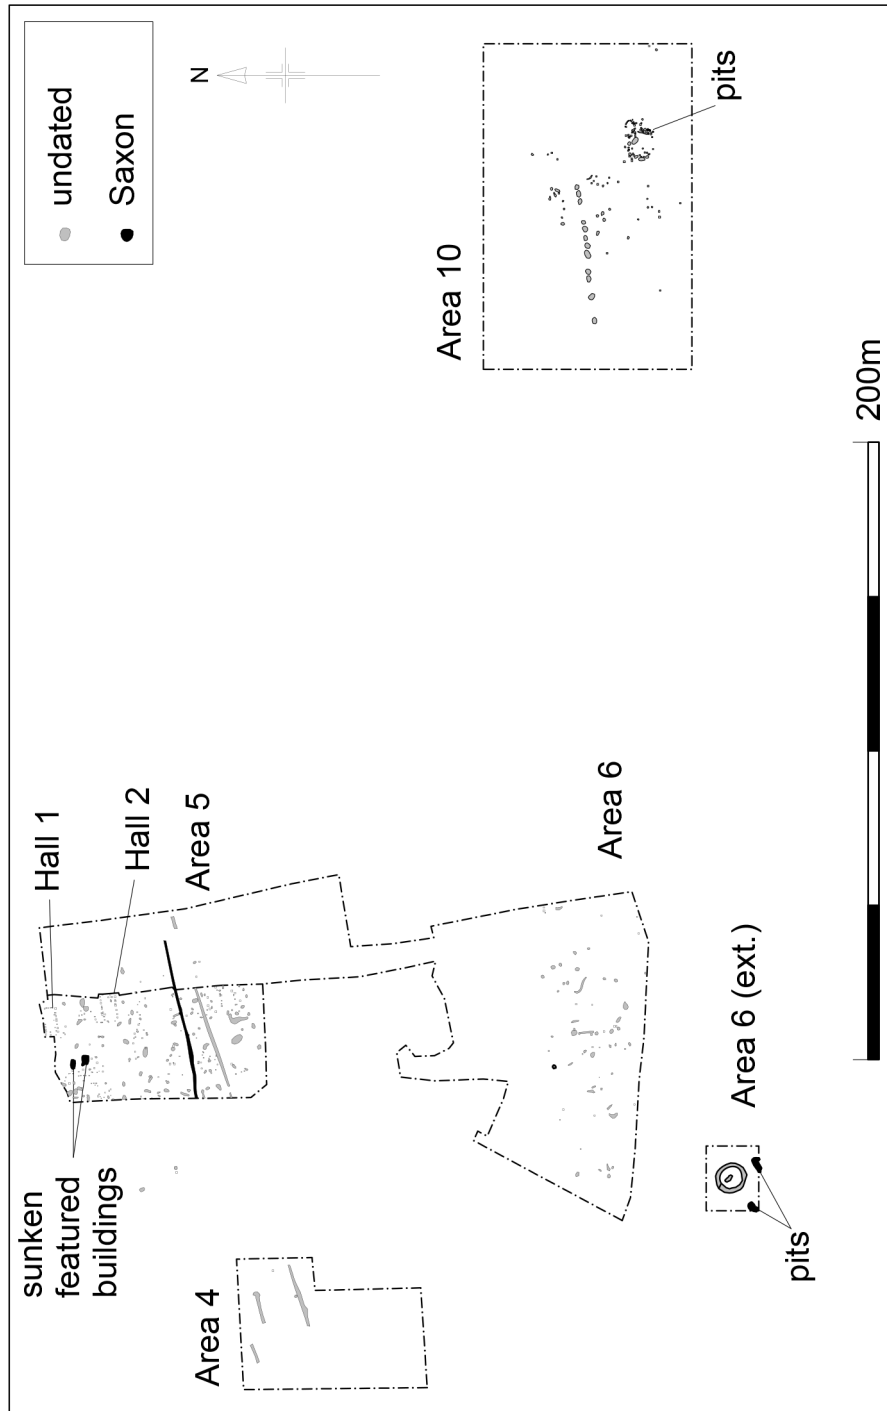 sunken
featured
buildings
Hall 1
Hall 2
Area 5
Area 4
Area 6
Area 6 (ext.)
pits
Area 10
pits
N
undated
Saxon
200m